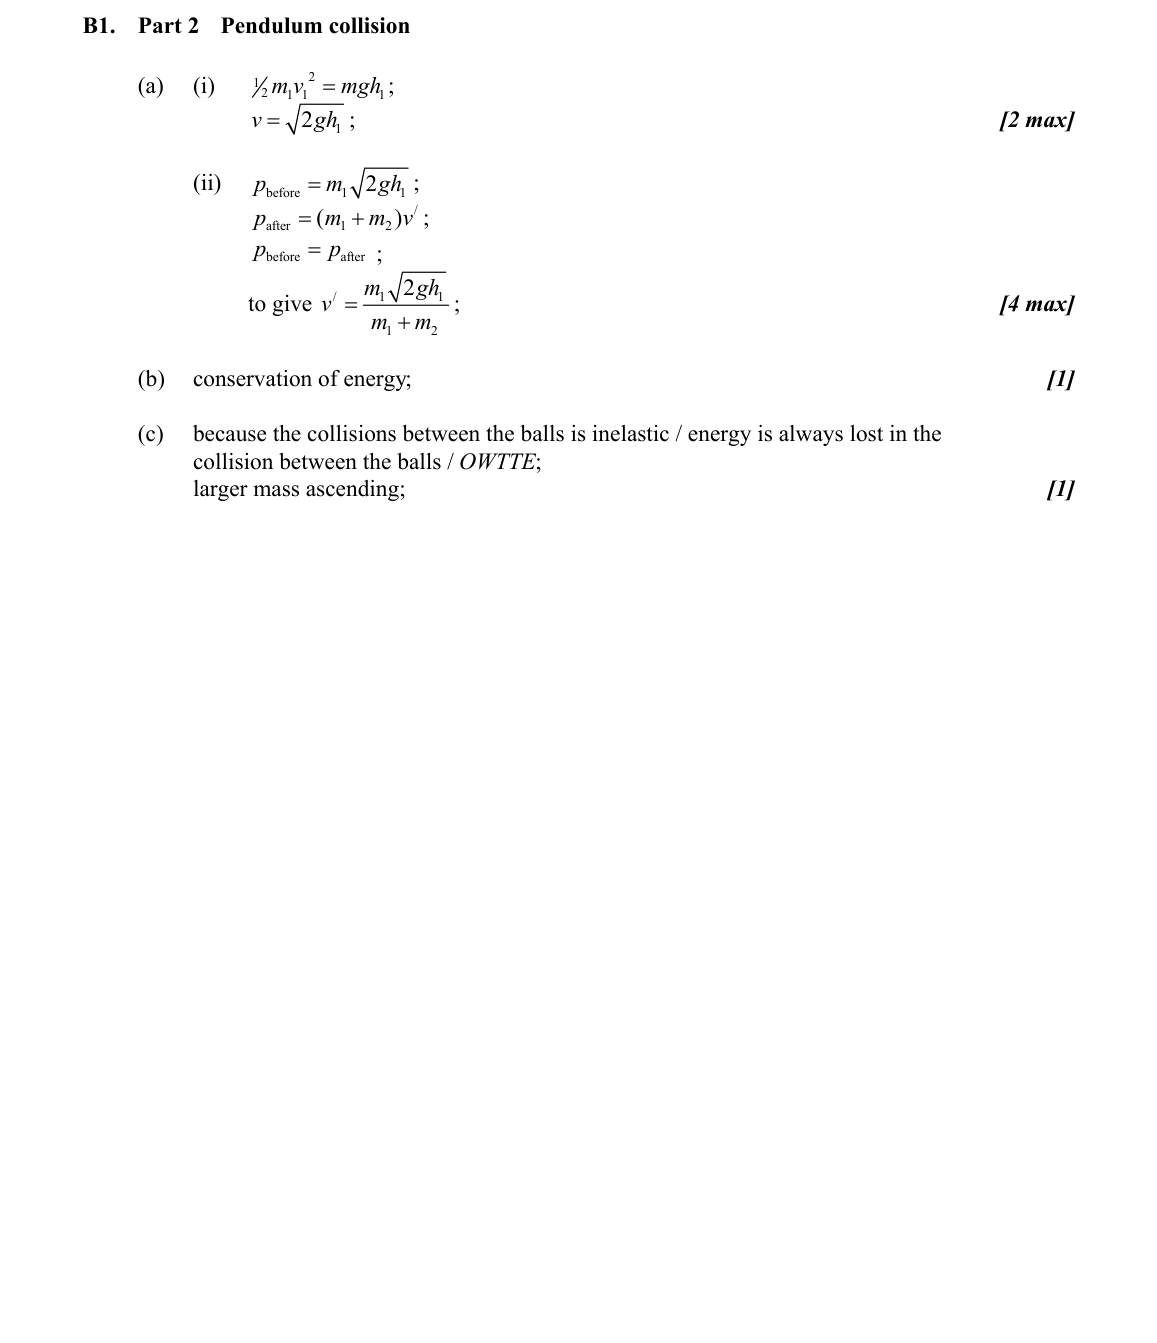 B1. Part 2 Pendulum collision
(a) (i) ½ m₁v₁² = mgh₁ ;
v = √(2gh₁) ; [2 max]
(ii) p_before = m₁√(2gh₁) ;
p_after = (m₁ + m₂)v′ ;
p_before = p_after ;
to give v′ = m₁√(2gh₁) / (m₁ + m₂) ; [4 max]
(b) conservation of energy; [1]
(c) because the collisions between the balls is inelastic / energy is always lost in the
collision between the balls / OWTTE;
larger mass ascending; [1]